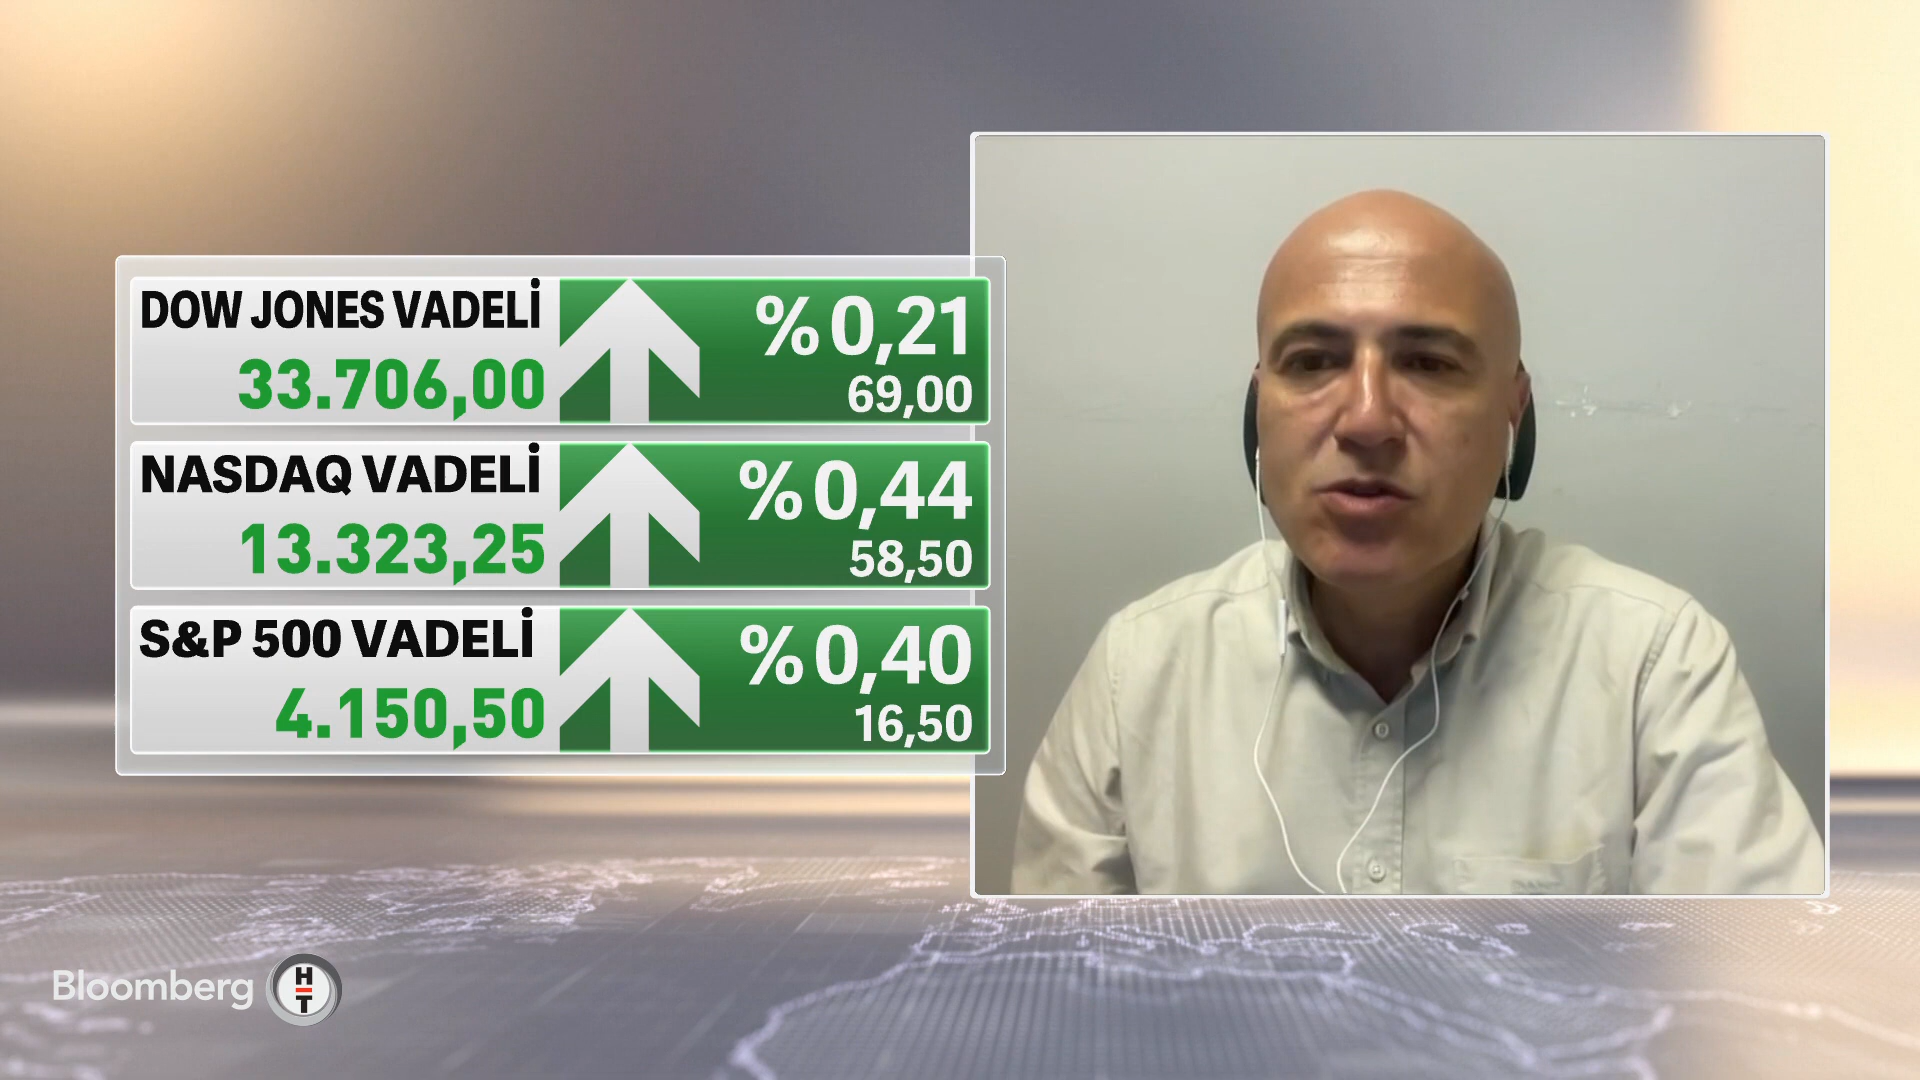 DOW JONES VADELİ
33.706,00
%0,21
69,00
NASDAQ VADELİ
13.323,25
%0,44
58,50
S&P 500 VADELİ
4.150,50
%0,40
16,50
Bloomberg HT